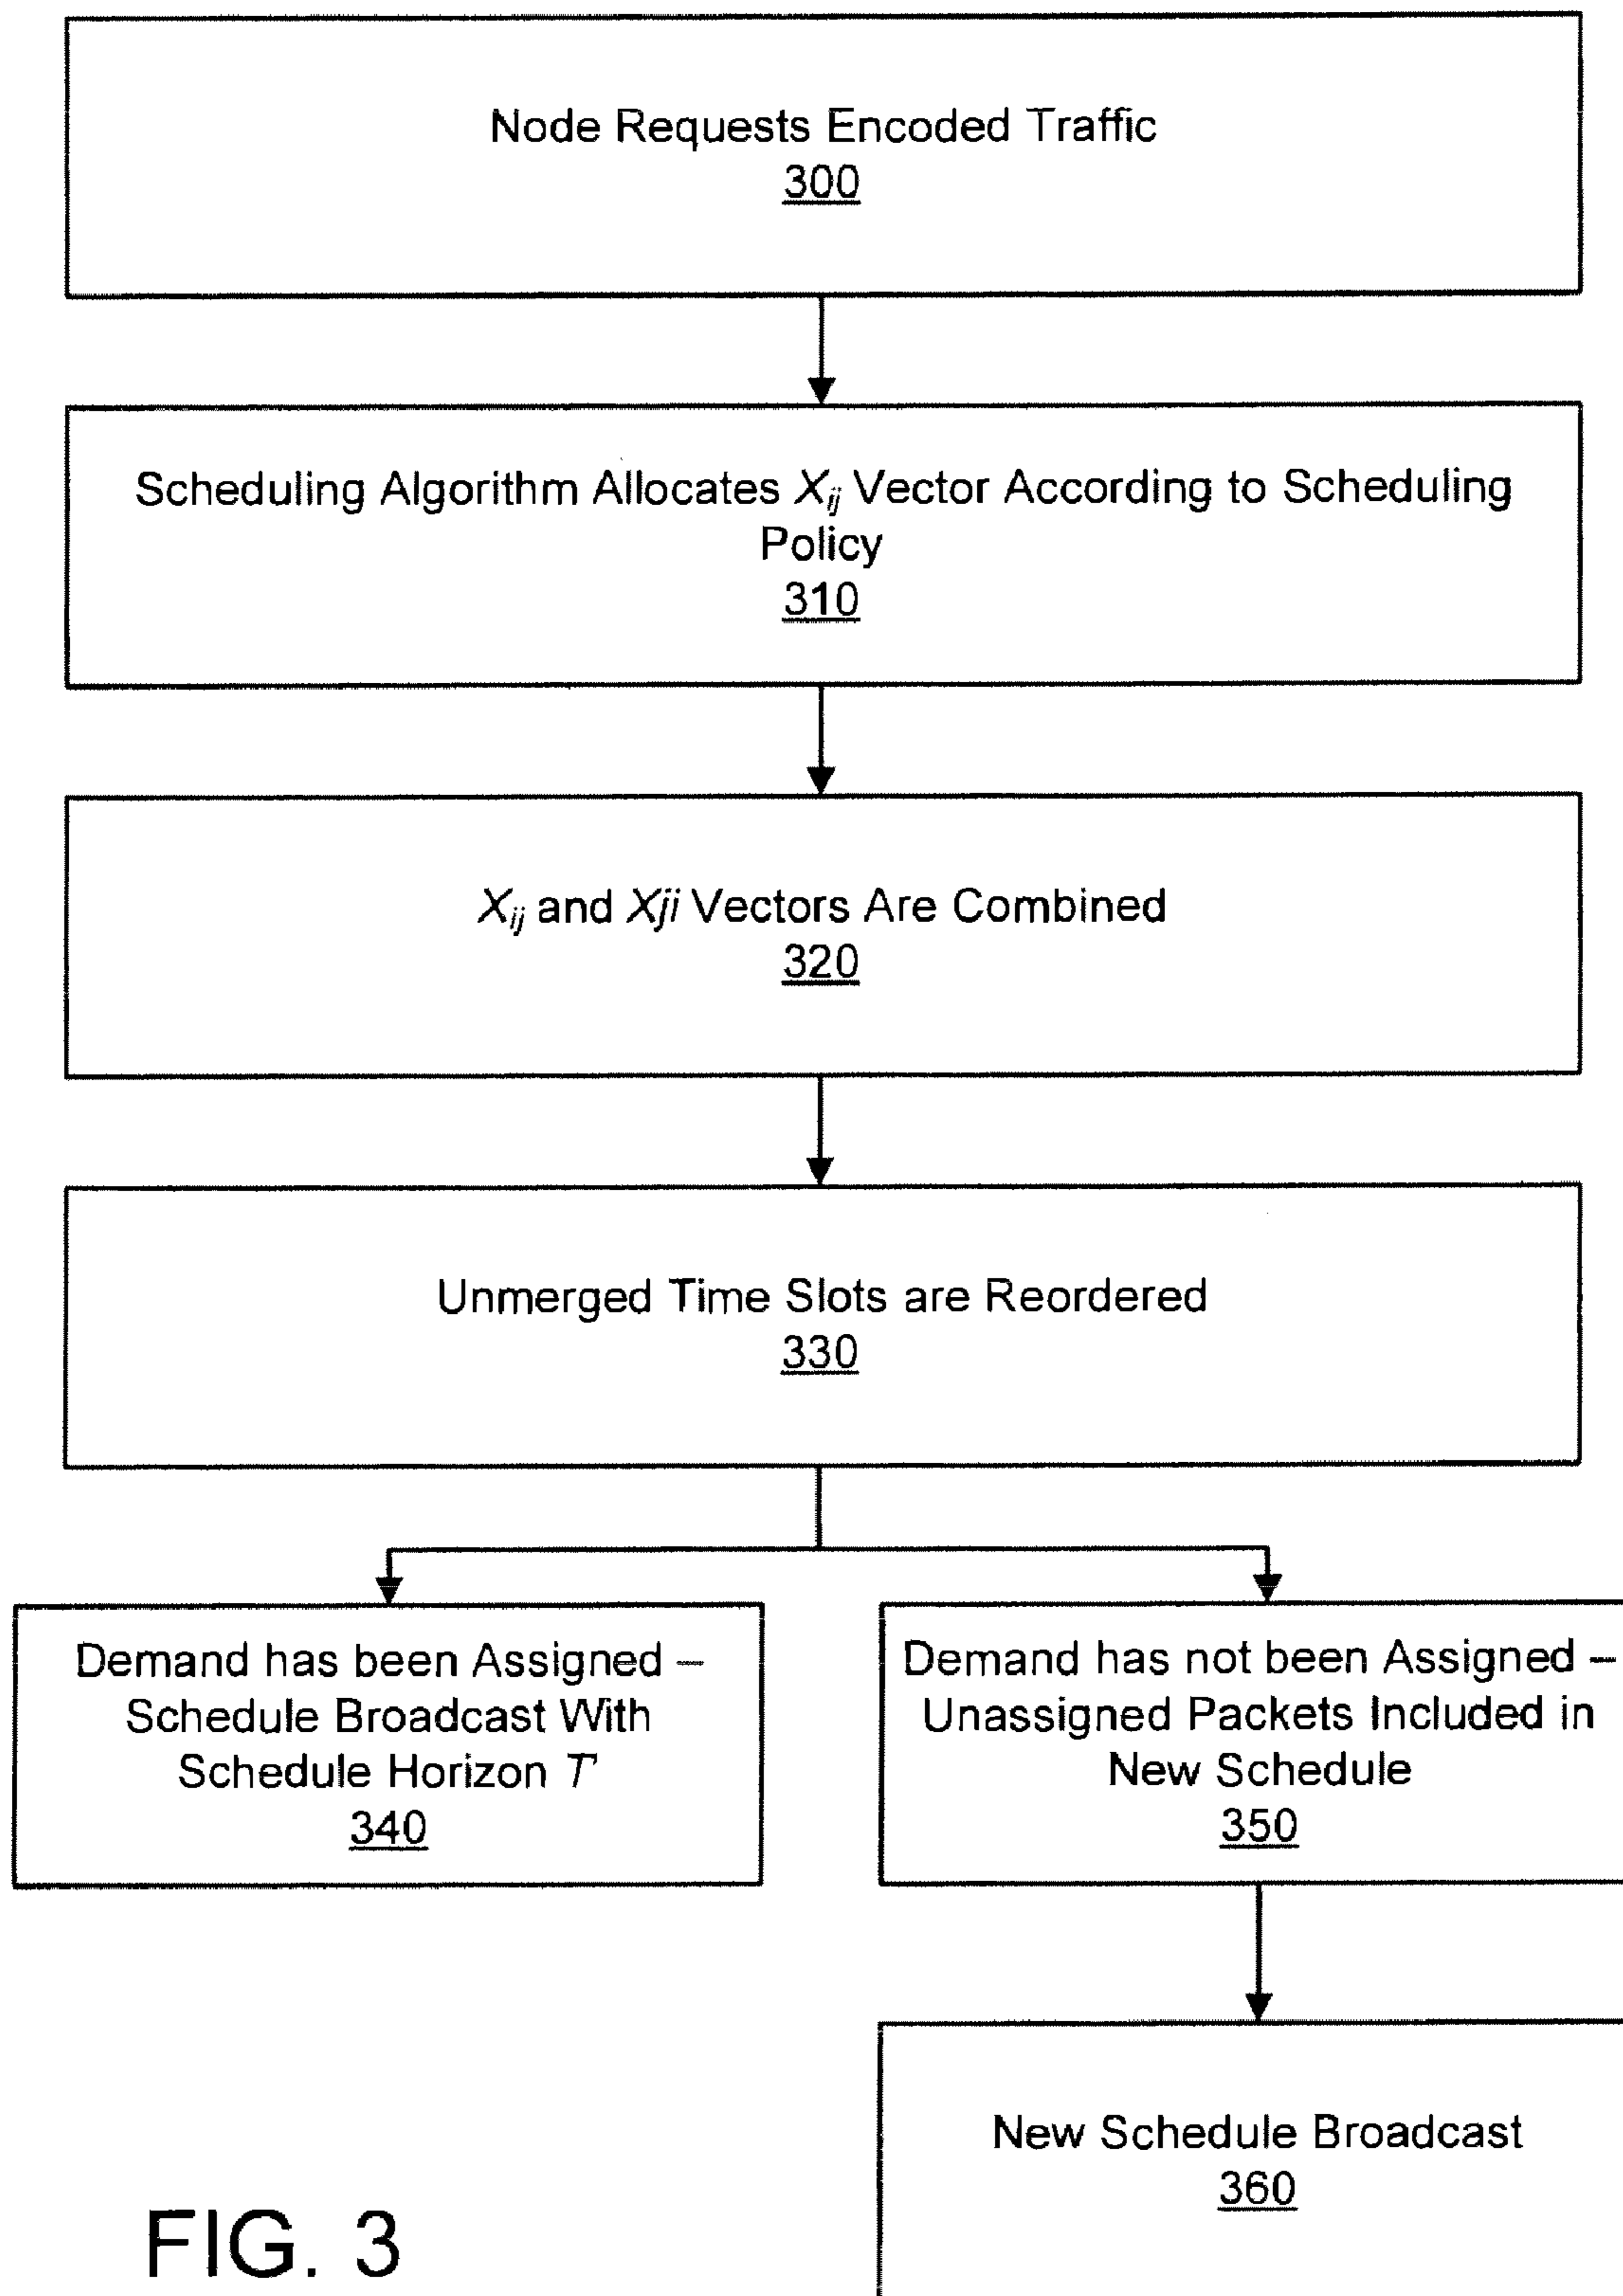 Node Requests Encoded Traffic
300
Scheduling Algorithm Allocates Xij Vector According to Scheduling
Policy
310
Xij and Xji Vectors Are Combined
320
Unmerged Time Slots are Reordered
330
Demand has been Assigned –
Schedule Broadcast With
Schedule Horizon T
340
Demand has not been Assigned –
Unassigned Packets Included in
New Schedule
350
New Schedule Broadcast
360
FIG. 3